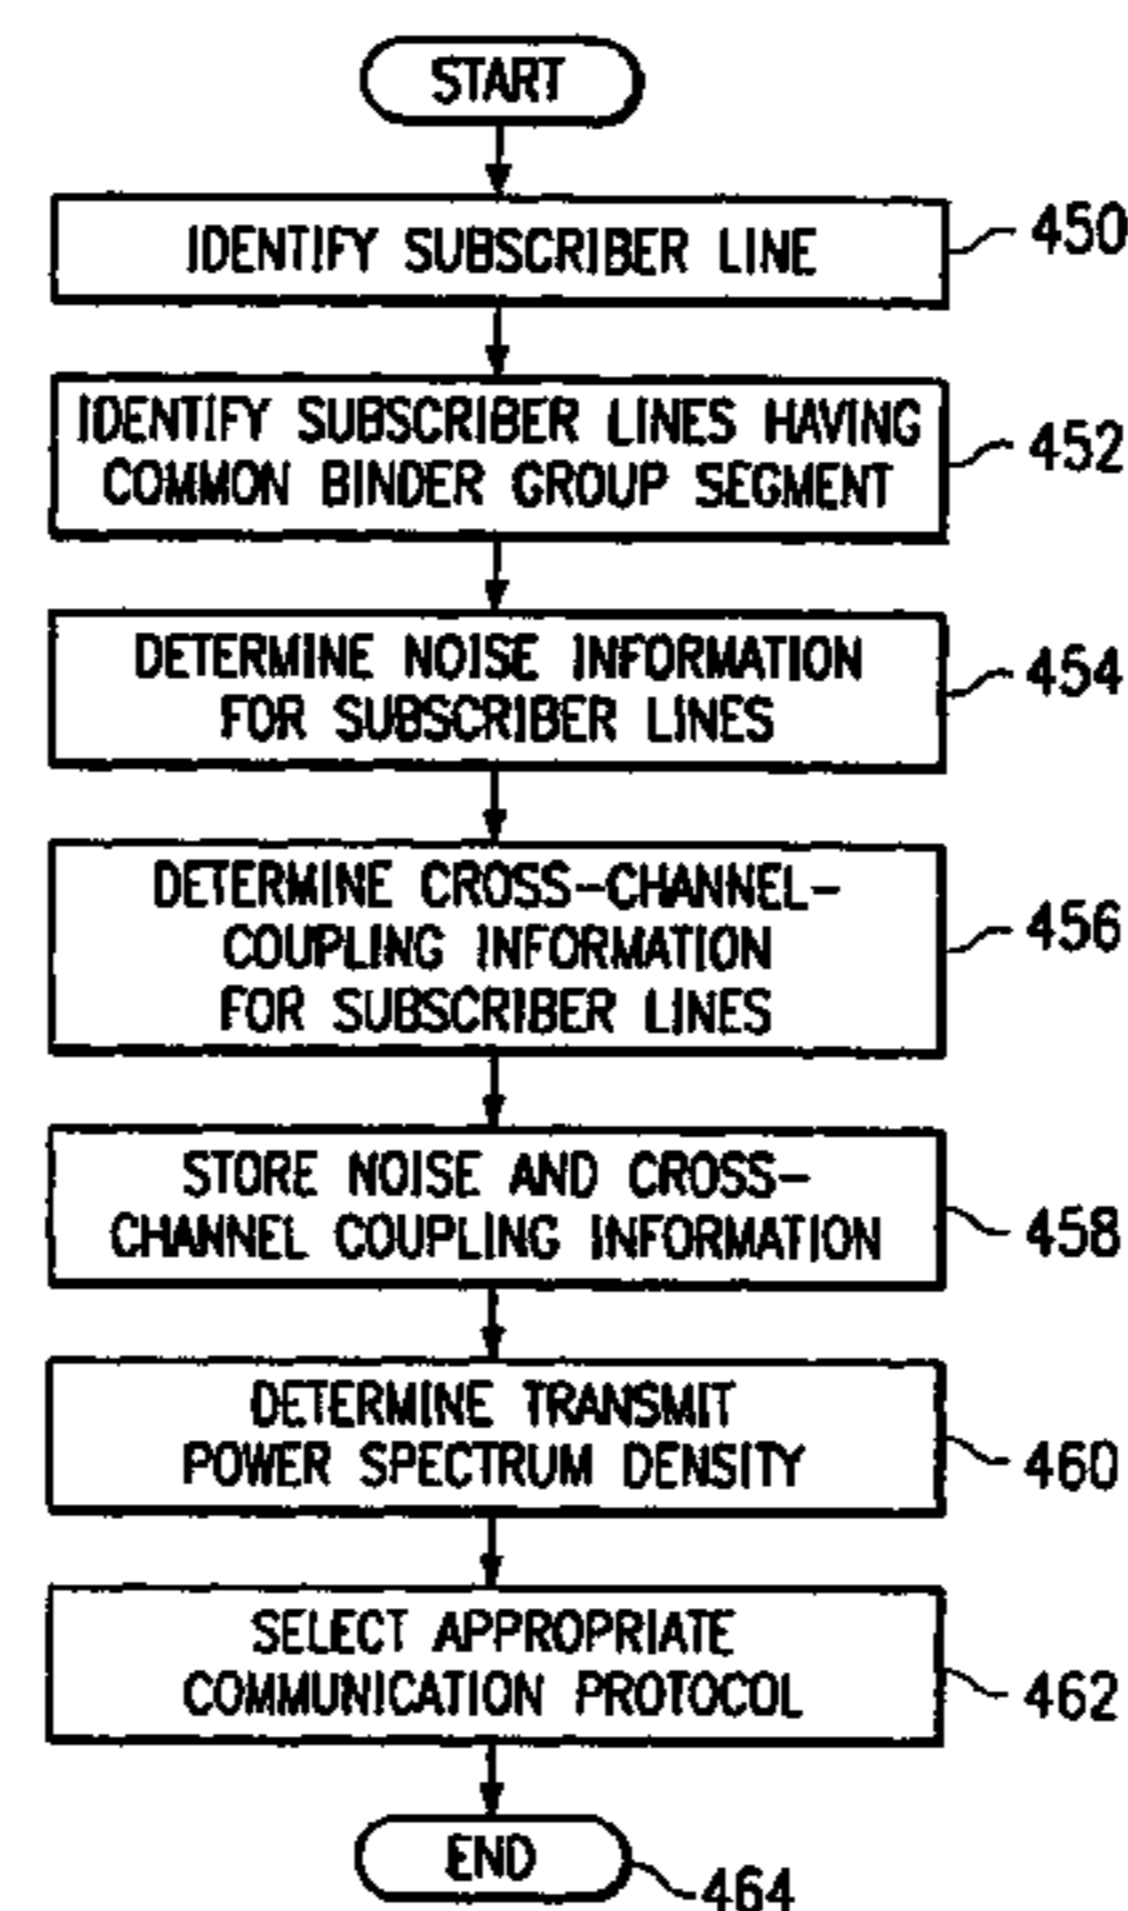 START
IDENTIFY SUBSCRIBER LINE
450
IDENTIFY SUBSCRIBER LINES HAVING
COMMON BINDER GROUP SEGMENT
452
DETERMINE NOISE INFORMATION
FOR SUBSCRIBER LINES
454
DETERMINE CROSS-CHANNEL-
COUPLING INFORMATION
FOR SUBSCRIBER LINES
456
STORE NOISE AND CROSS-
CHANNEL COUPLING INFORMATION
458
DETERMINE TRANSMIT
POWER SPECTRUM DENSITY
460
SELECT APPROPRIATE
COMMUNICATION PROTOCOL
462
END
464